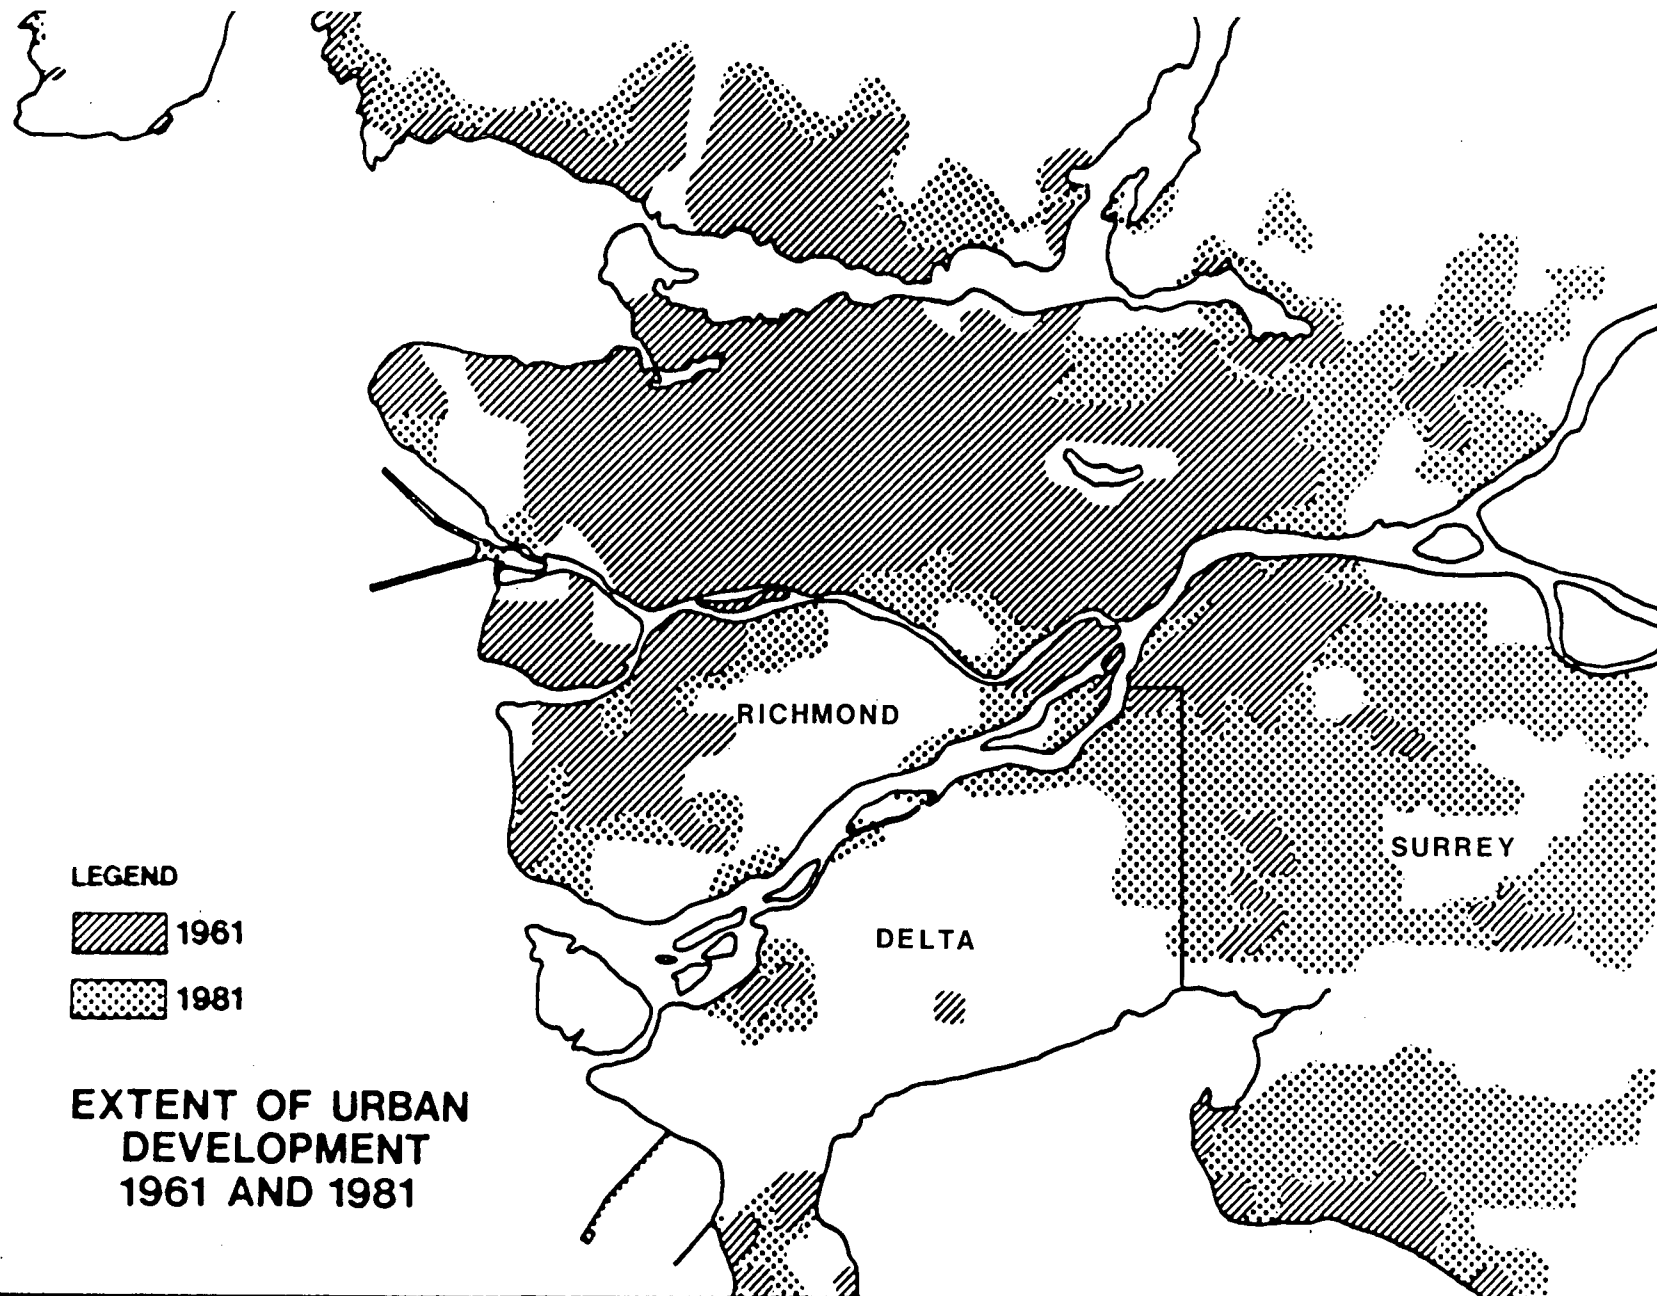 RICHMOND
SURREY
DELTA
LEGEND
1961
1981
EXTENT OF URBAN
DEVELOPMENT
1961 AND 1981